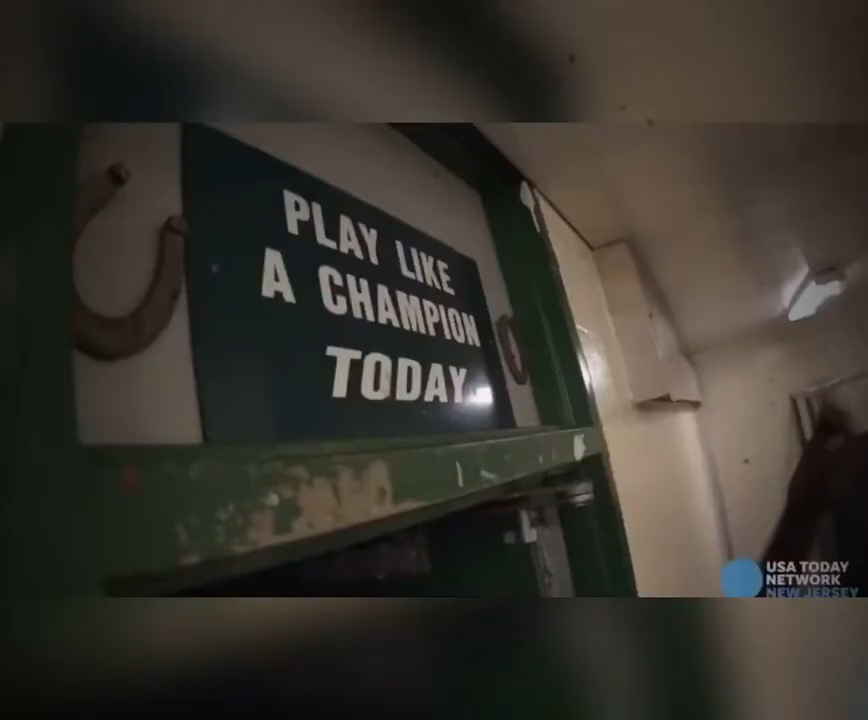 PLAY LIKE
A CHAMPION
TODAY
USA TODAY
NETWORK
NEW JERSEY